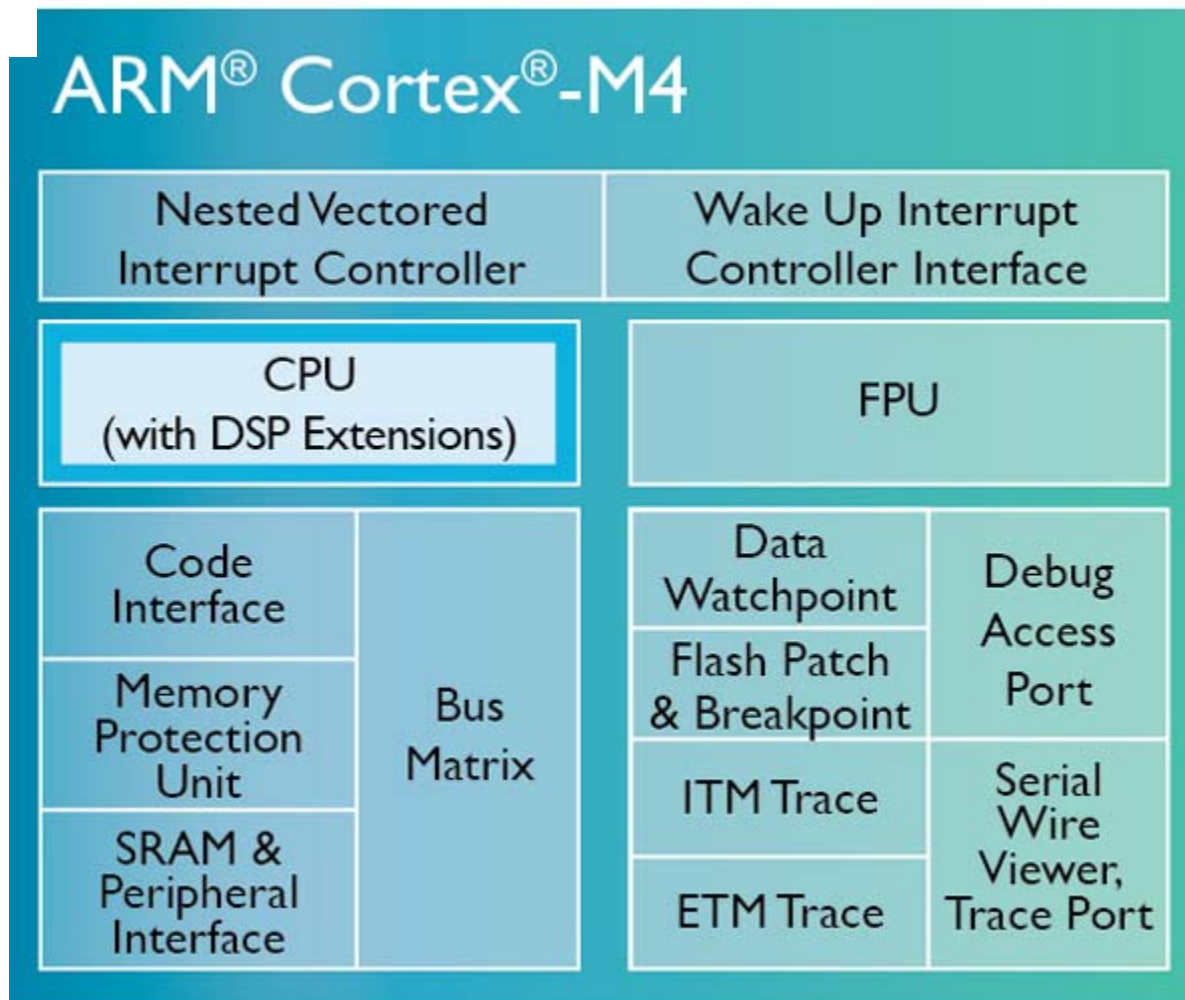 ARM® Cortex®-M4
Nested Vectored
Interrupt Controller
Wake Up Interrupt
Controller Interface
CPU
(with DSP Extensions)
FPU
Code
Interface
Memory
Protection
Unit
SRAM &
Peripheral
Interface
Bus
Matrix
Data
Watchpoint
Flash Patch
& Breakpoint
ITM Trace
ETM Trace
Debug
Access
Port
Serial
Wire
Viewer,
Trace Port